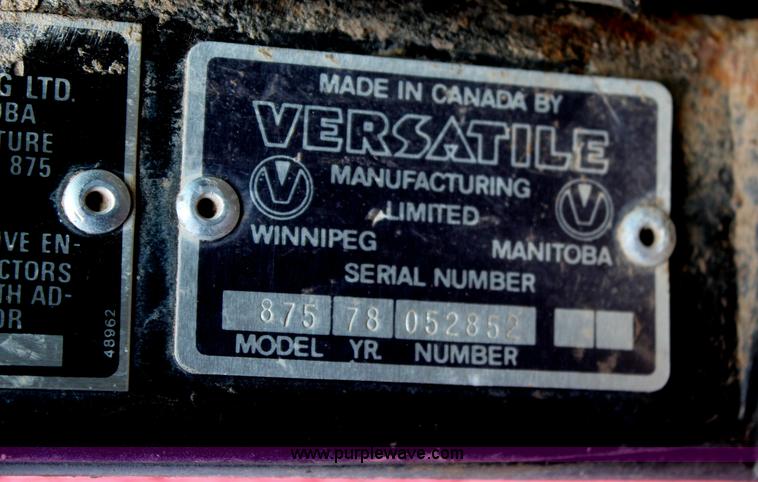 G LTD.
OBA
TURE
875
OVE EN-
CTORS
TH AD-
OR
48962
MADE IN CANADA BY
VERSATILE
MANUFACTURING
LIMITED
WINNIPEG MANITOBA
SERIAL NUMBER
875 78 052852
MODEL YR. NUMBER
www.purplewave.com